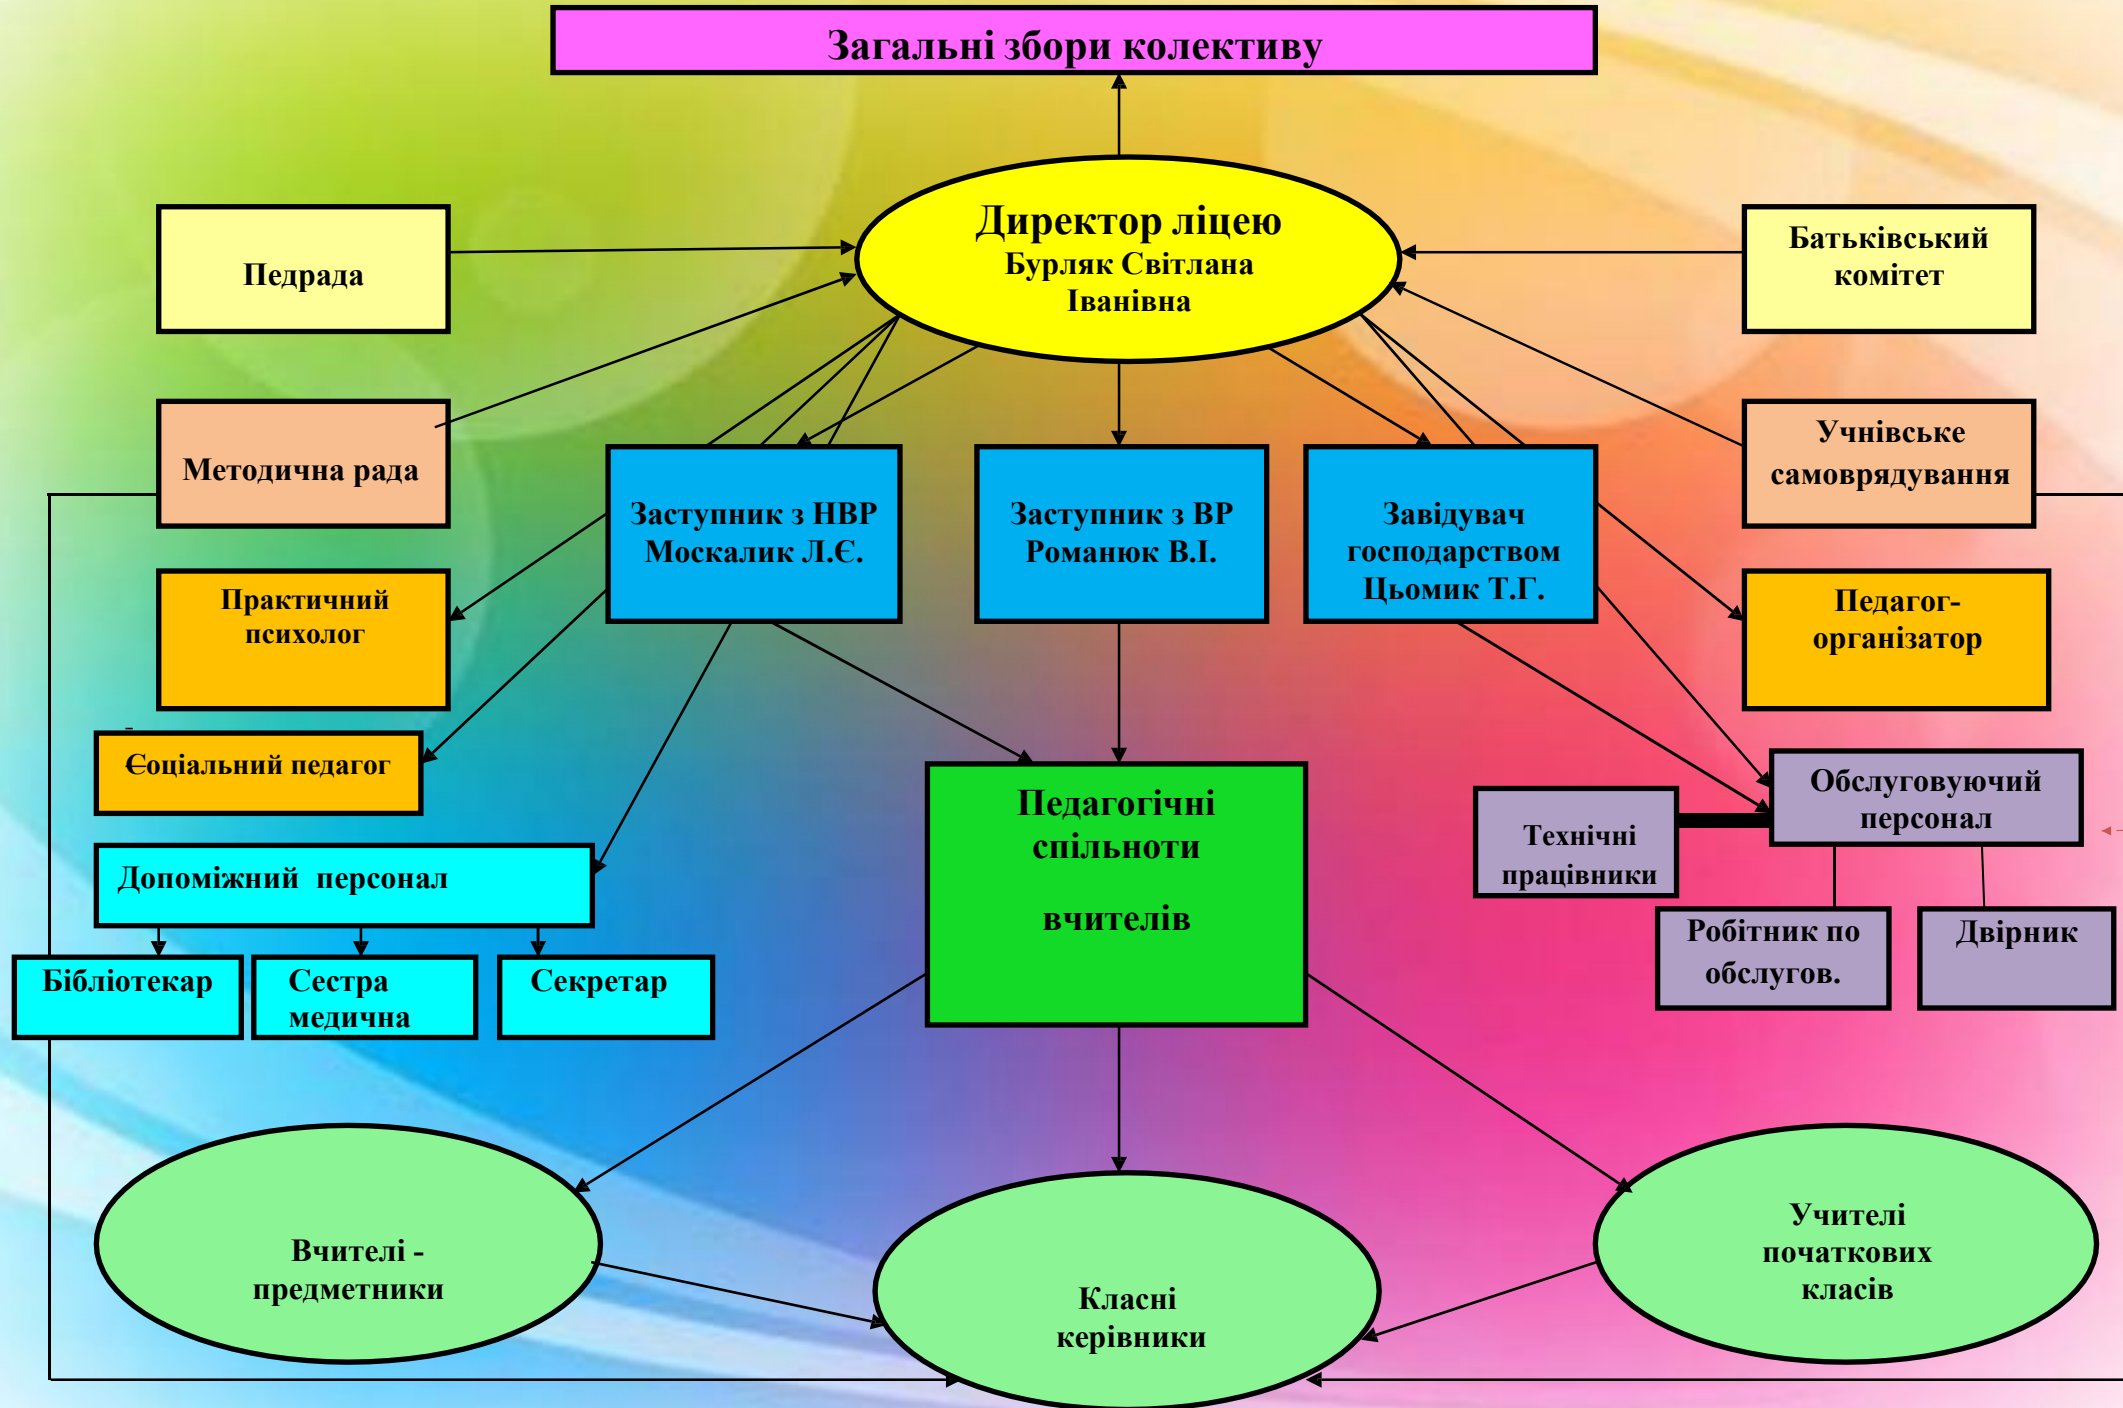 Загальні збори колективу
Директор ліцею
Бурляк Світлана
Іванівна
Педрада
Батьківський
комітет
Методична рада
Учнівське
самоврядування
Заступник з НВР
Москалик Л.Є.
Заступник з ВР
Романюк В.І.
Завідувач
господарством
Цьомик Т.Г.
Практичний
психолог
Педагог-
організатор
Соціальний педагог
Педагогічні
спільноти
вчителів
Обслуговуючий
персонал
Технічні
працівники
Допоміжний персонал
Робітник по
обслугов.
Двірник
Бібліотекар
Сестра
медична
Секретар
Вчителі -
предметники
Класні
керівники
Учителі
початкових
класів